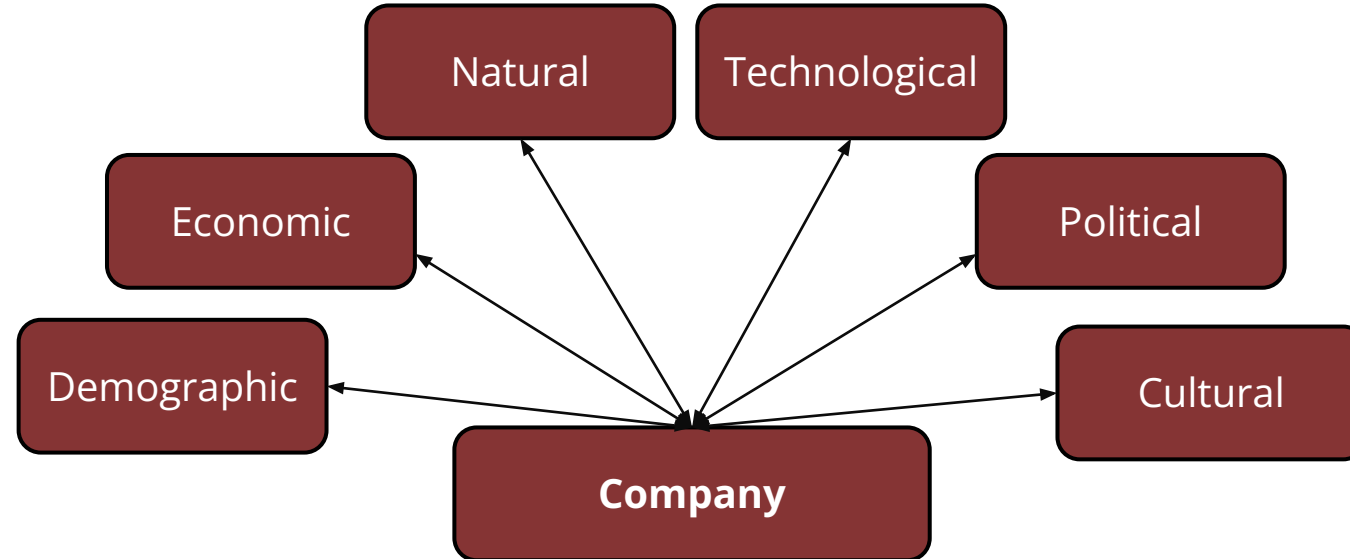 Natural
Technological
Economic
Political
Demographic
Cultural
Company